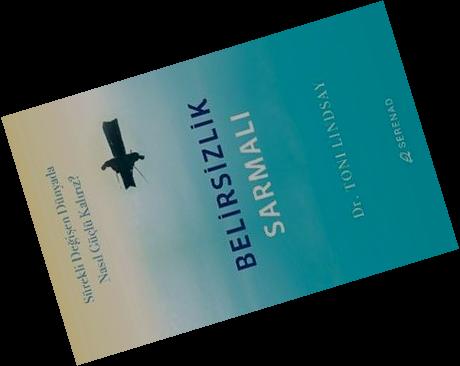 Sürekli Değişen Dünyada
Nasıl Güçlü Kalırız?
BELİRSİZLİK
SARMALI
Dr. TONI LINDSAY
SERENAD